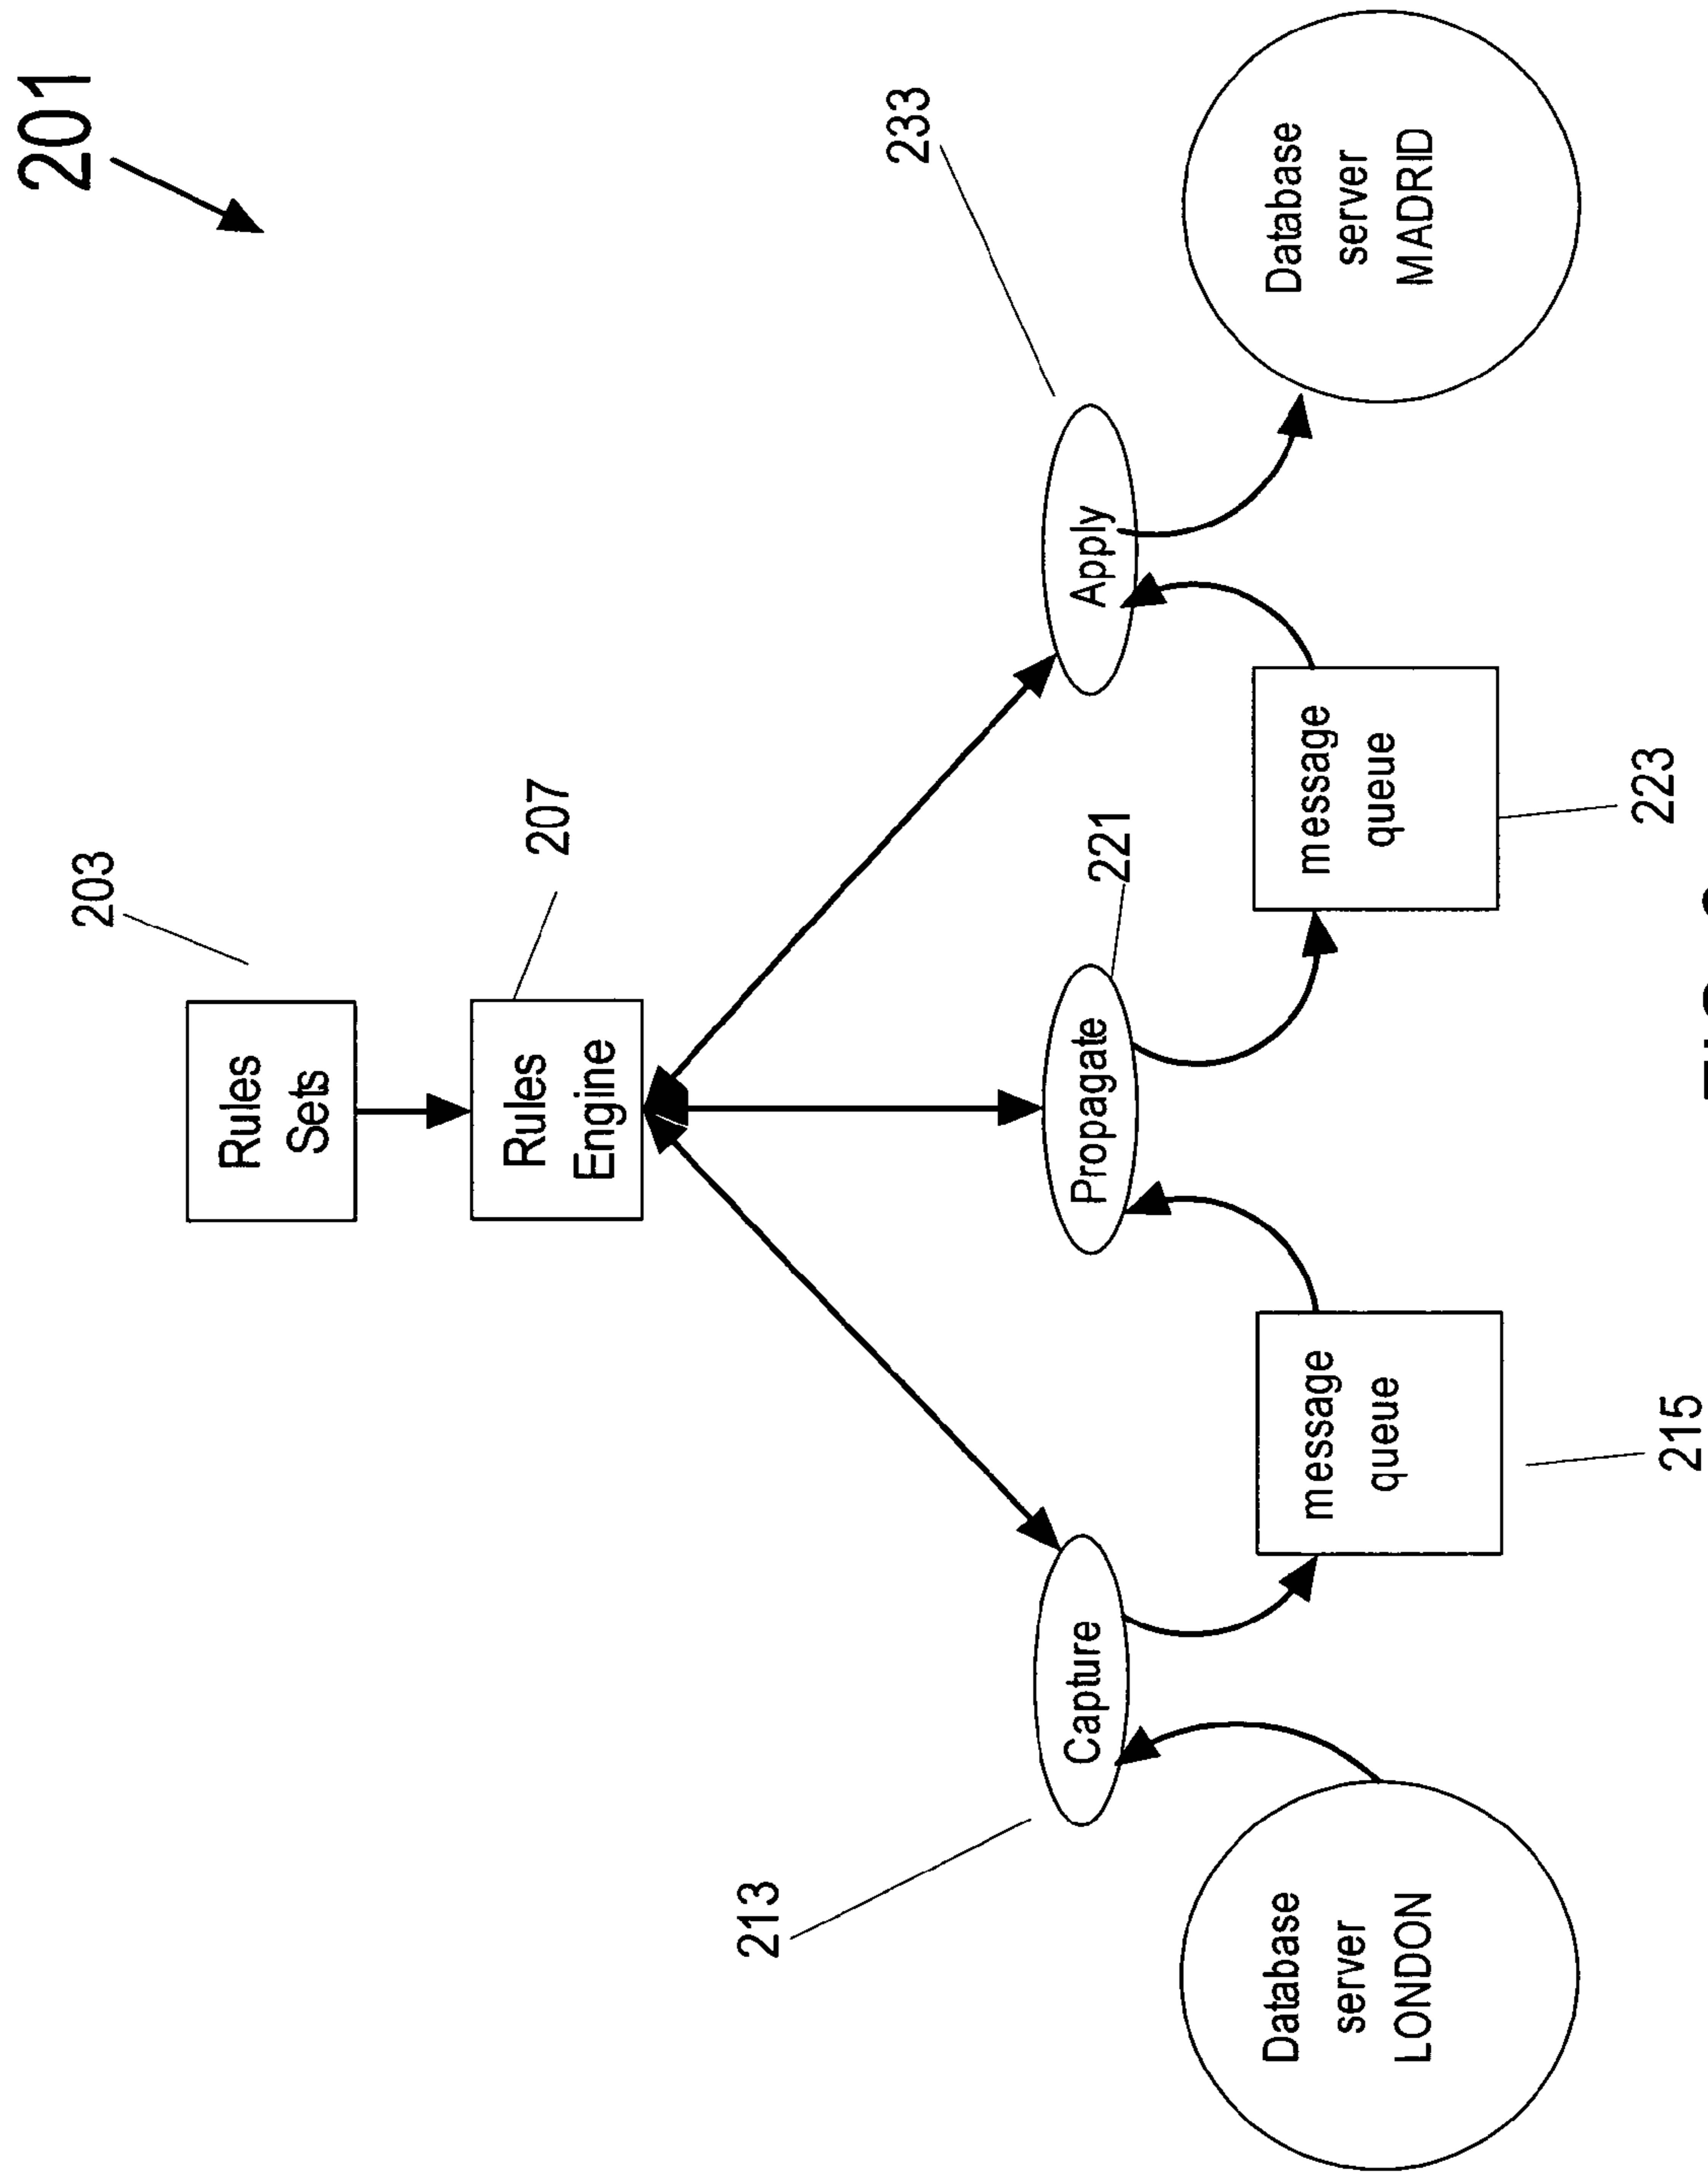 201
203
Rules
Sets
207
Rules
Engine
213
Capture
221
Propagate
233
Apply
Database
server
LONDON
message
queue
215
message
queue
223
Database
server
MADRID